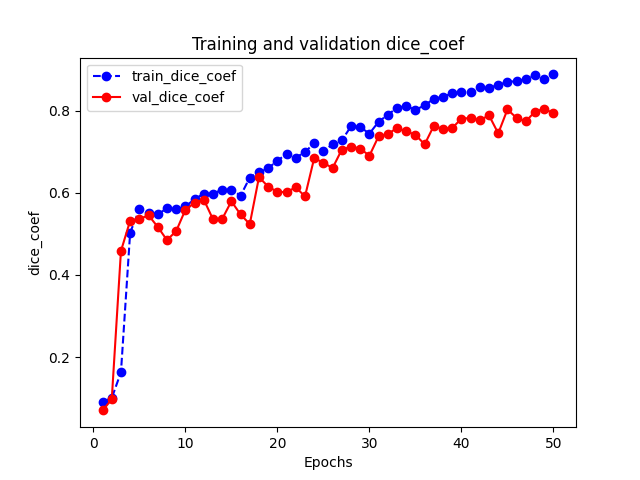 Training and validation dice_coef
train_dice_coef
val_dice_coef
dice_coef
0.8
0.6
0.4
0.2
0 10 20 30 40 50
Epochs